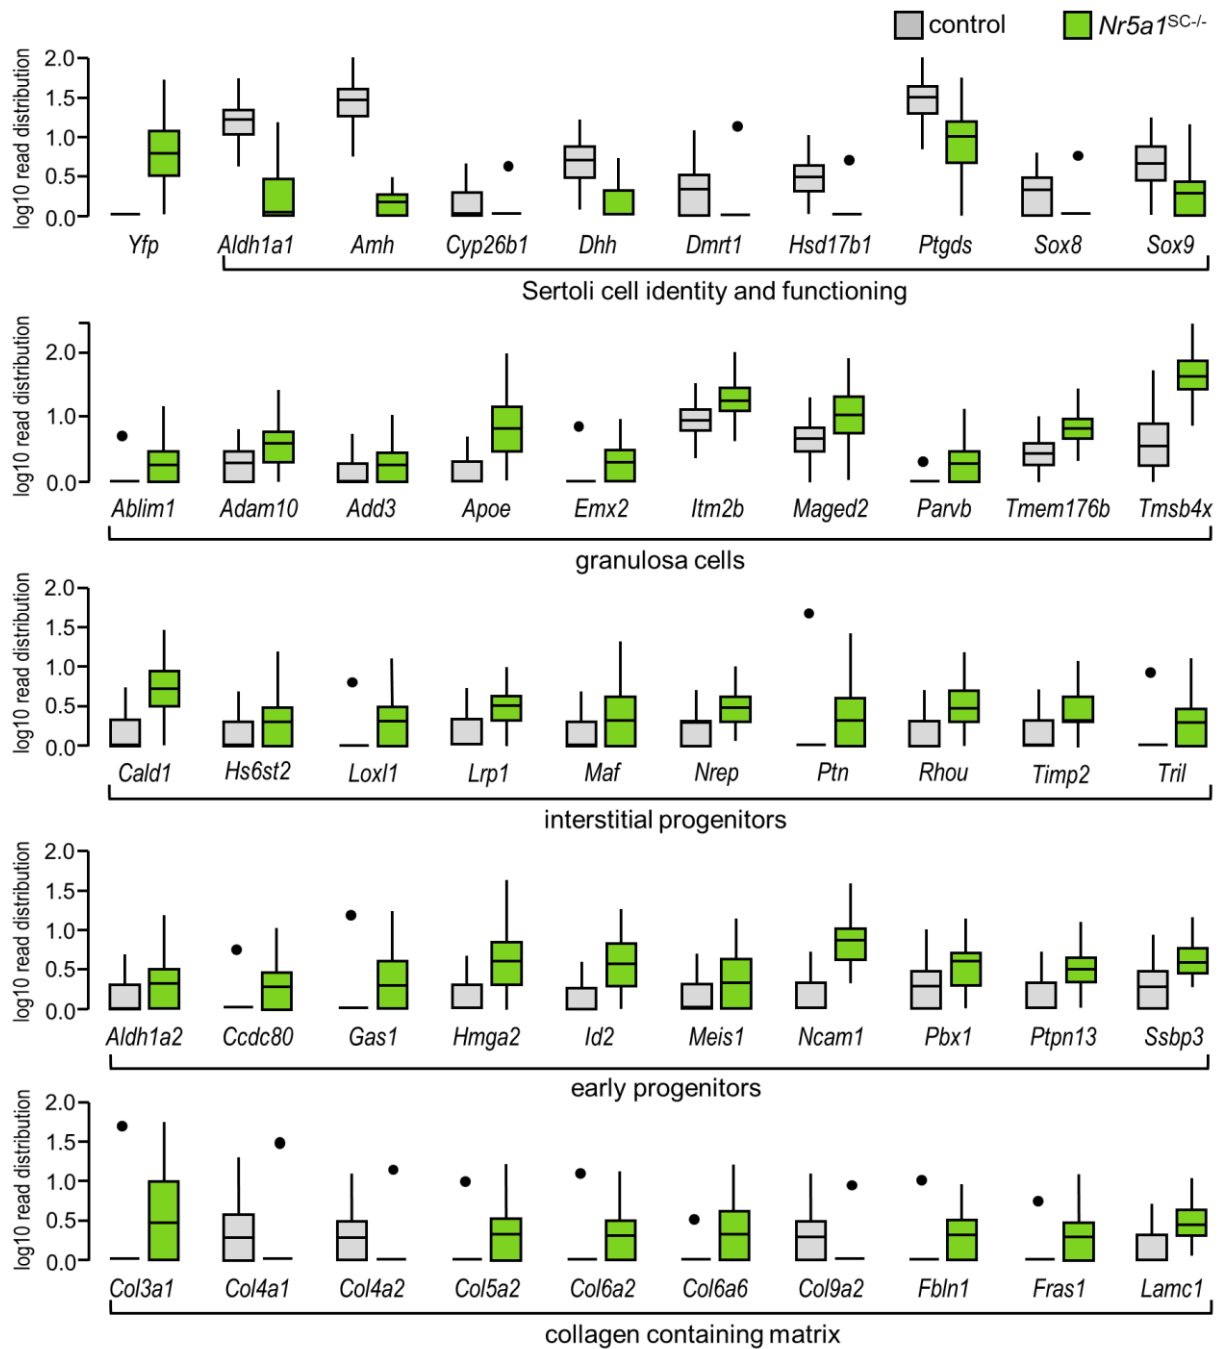 control Nr5a1SC-/-
log10 read distribution
2.0
1.5
1.0
0.5
0.0
Yfp Aldh1a1 Amh Cyp26b1 Dhh Dmrt1 Hsd17b1 Ptgds Sox8 Sox9
Sertoli cell identity and functioning
log10 read distribution
2.0
1.0
0.0
Ablim1 Adam10 Add3 Apoe Emx2 Itm2b Maged2 Parvb Tmem176b Tmsb4x
granulosa cells
log10 read distribution
2.0
1.5
1.0
0.5
0.0
Cald1 Hs6st2 Loxl1 Lrp1 Maf Nrep Ptn Rhou Timp2 Tril
interstitial progenitors
log10 read distribution
2.0
1.5
1.0
0.5
0.0
Aldh1a2 Ccdc80 Gas1 Hmga2 Id2 Meis1 Ncam1 Pbx1 Ptpn13 Ssbp3
early progenitors
log10 read distribution
2.0
1.5
1.0
0.5
0.0
Col3a1 Col4a1 Col4a2 Col5a2 Col6a2 Col6a6 Col9a2 Fbln1 Fras1 Lamc1
collagen containing matrix